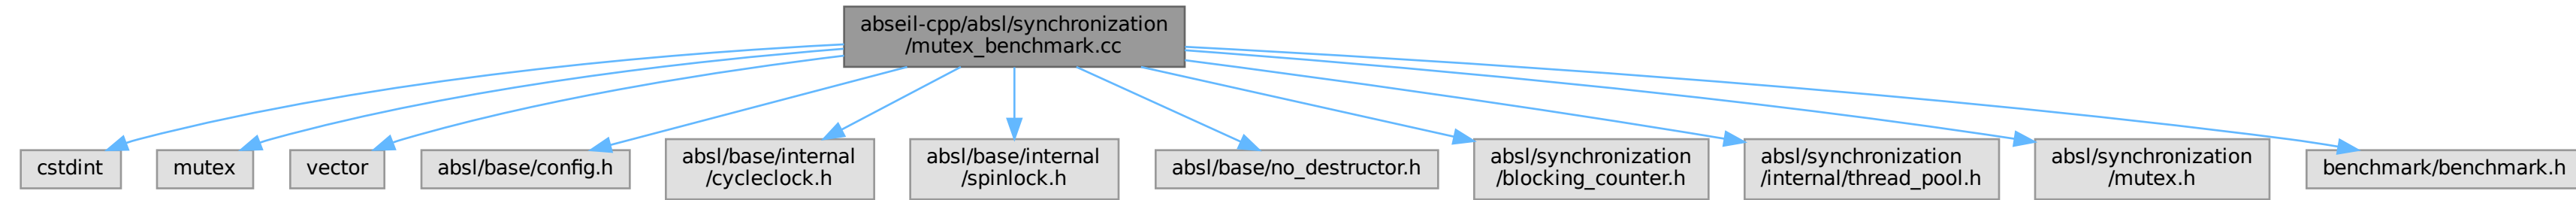 abseil-cpp/absl/synchronization
/mutex_benchmark.cc
cstdint
mutex
vector
absl/base/config.h
absl/base/internal
/cycleclock.h
absl/base/internal
/spinlock.h
absl/base/no_destructor.h
absl/synchronization
/blocking_counter.h
absl/synchronization
/internal/thread_pool.h
absl/synchronization
/mutex.h
benchmark/benchmark.h